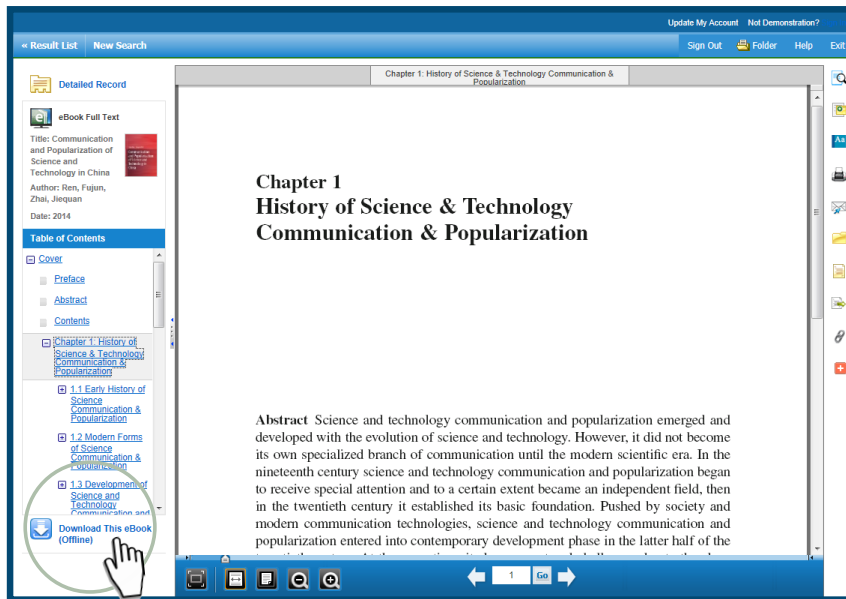 Update My Account Not Demonstration?
« Result List New Search Sign Out Folder Help Exit
Detailed Record
eBook Full Text
Title: Communication
and Popularization of
Science and
Technology in China
Author: Ren, Fujun,
Zhai, Jiequan
Date: 2014
Table of Contents
Cover
Preface
Abstract
Contents
Chapter 1: History of
Science & Technology
Communication &
Popularization
1.1 Early History of
Science
Communication &
Popularization
1.2 Modern Forms
of Science
Communication &
Popularization
1.3 Development of
Science and
Technology
Communication and
Download This eBook
(Offline)
Chapter 1: History of Science & Technology Communication &
Popularization
Chapter 1
History of Science & Technology
Communication & Popularization
Abstract Science and technology communication and popularization emerged and
developed with the evolution of science and technology. However, it did not become
its own specialized branch of communication until the modern scientific era. In the
nineteenth century science and technology communication and popularization began
to receive special attention and to a certain extent became an independent field, then
in the twentieth century it established its basic foundation. Pushed by society and
modern communication technologies, science and technology communication and
popularization entered into contemporary development phase in the latter half of the
1
Go
Aa